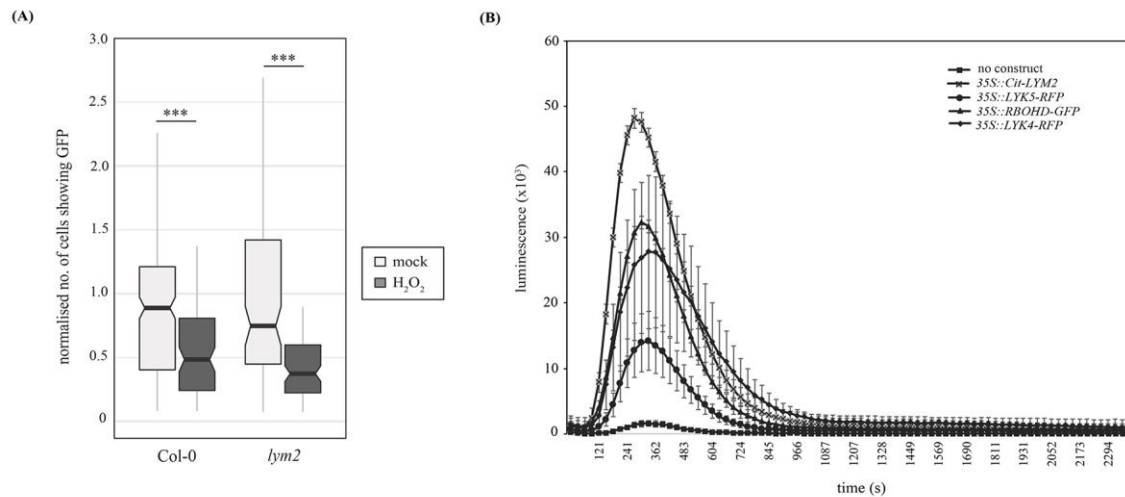 (A)
normalised no. of cells showing GFP
3.0
2.5
2.0
1.5
1.0
0.5
0
***
***
Col-0
lym2
mock
H₂O₂
(B)
luminescence (x10³)
60
50
40
30
20
10
0
no construct
35S::Cit-LYM2
35S::LYK5-RFP
35S::RBOHD-GFP
35S::LYK4-RFP
121
241
362
483
604
724
845
966
1087
1207
1328
1449
1569
1690
1811
1931
2052
2173
2294
time (s)